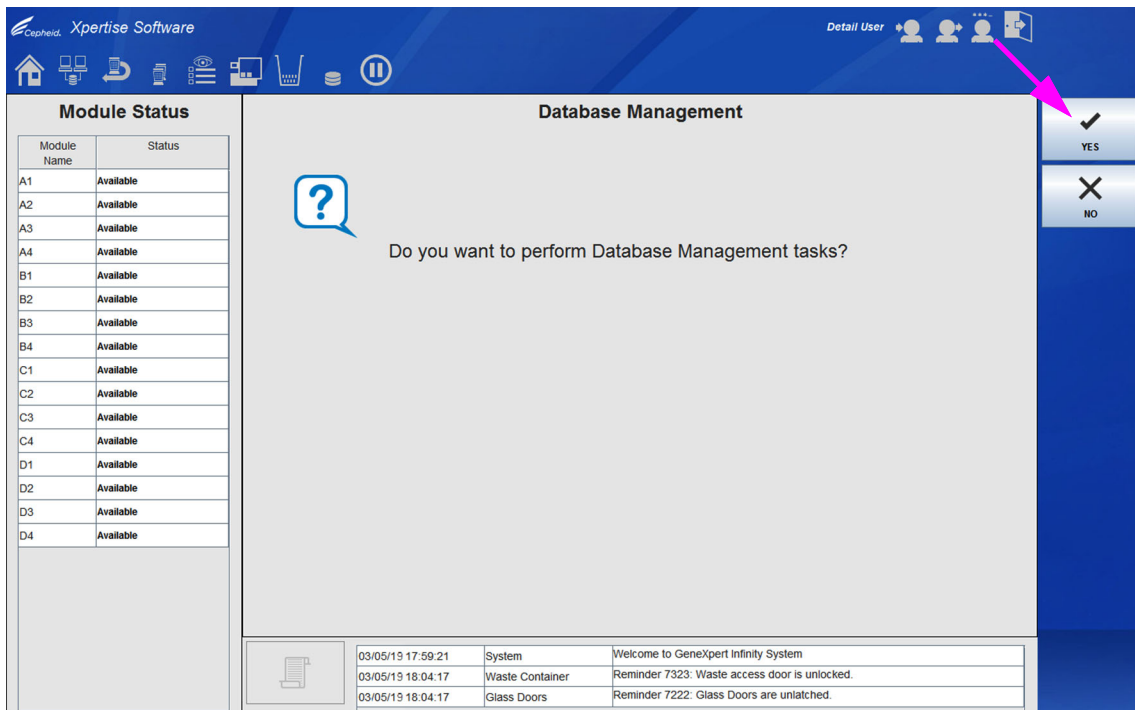 Cepheid. Xpertise Software
Detail User
Module Status
Module Name Status
A1 Available
A2 Available
A3 Available
A4 Available
B1 Available
B2 Available
B3 Available
B4 Available
C1 Available
C2 Available
C3 Available
C4 Available
D1 Available
D2 Available
D3 Available
D4 Available
Database Management
?
Do you want to perform Database Management tasks?
YES
NO
03/05/19 17:59:21 System Welcome to GeneXpert Infinity System
03/05/19 18:04:17 Waste Container Reminder 7323: Waste access door is unlocked.
03/05/19 18:04:17 Glass Doors Reminder 7222: Glass Doors are unlatched.